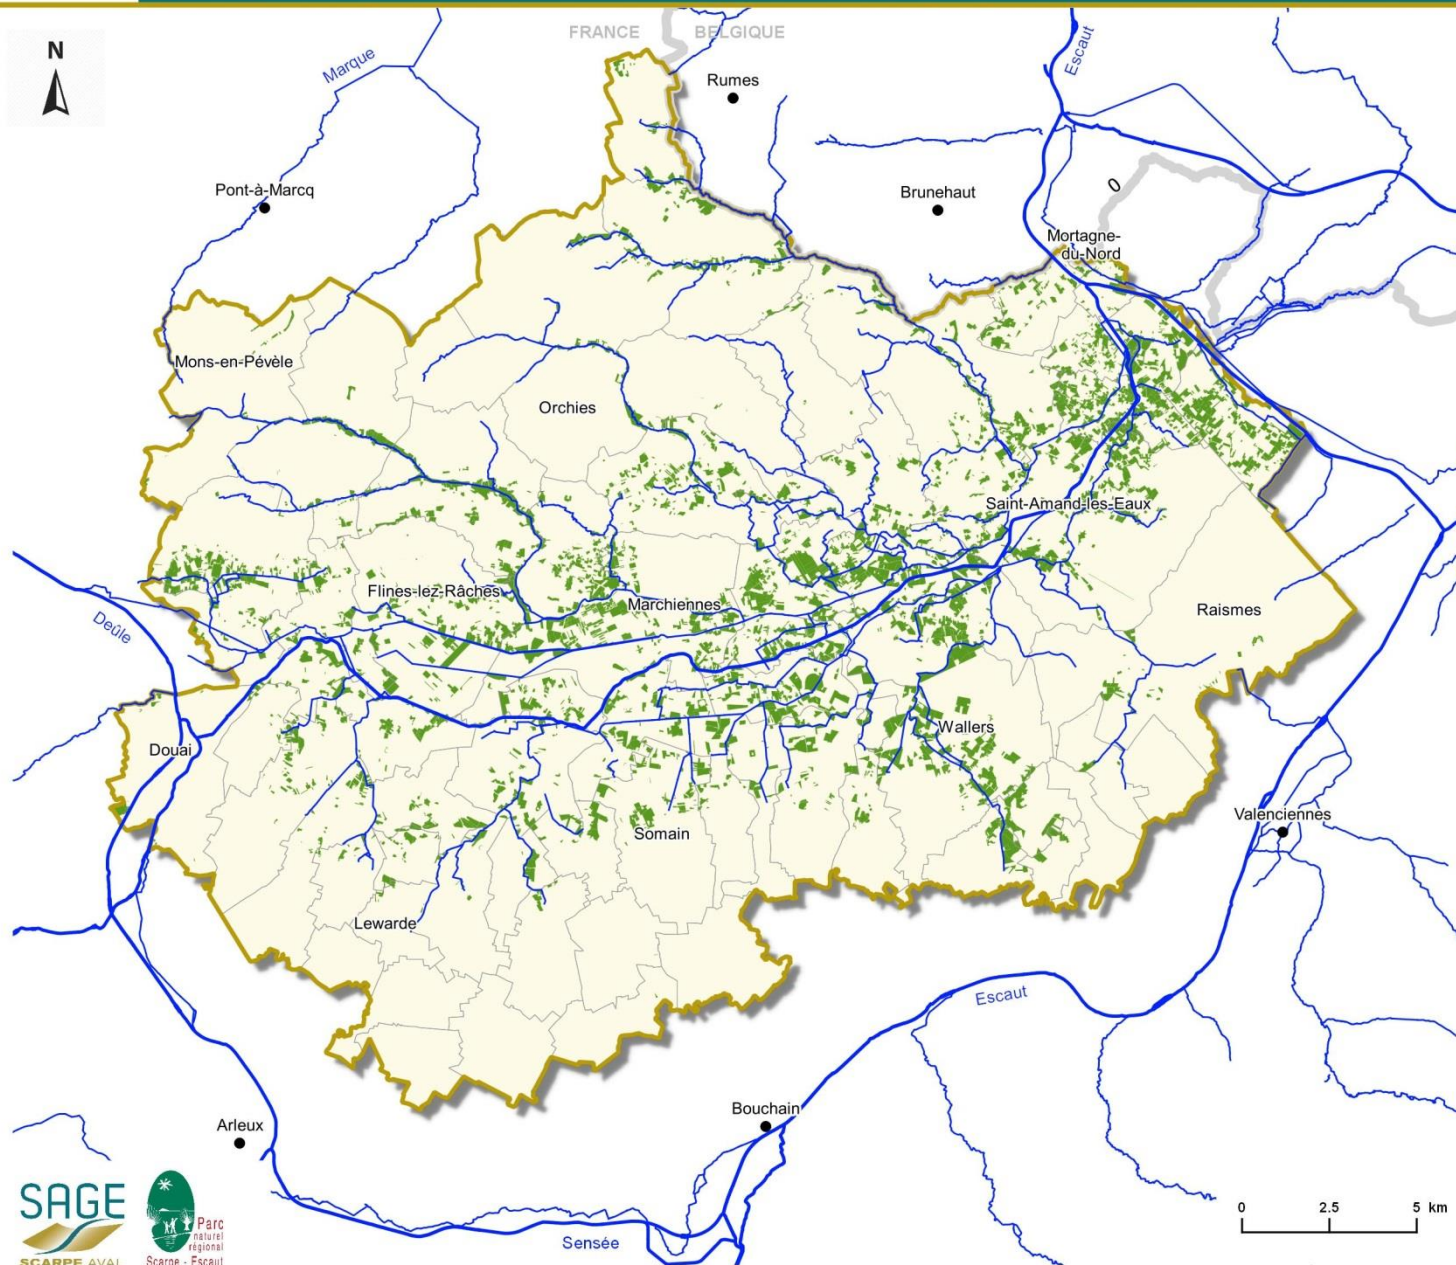 FRANCE BELGIQUE
N
Marque
Escaut
Rumes
Pont-à-Marcq
Brunehaut
0
Mortagne-
du-Nord
Mons-en-Pévèle
Orchies
Saint-Amand-les-Eaux
Flines-lez-Râches
Marchiennes
Raismes
Deûle
Douai
Wallers
Valenciennes
Somain
Lewarde
Escaut
Bouchain
Arleux
SAGE
SCARPE AVAL
Parc
naturel
régional
Scarpe - Escaut
0 2.5 5 km
Sensée